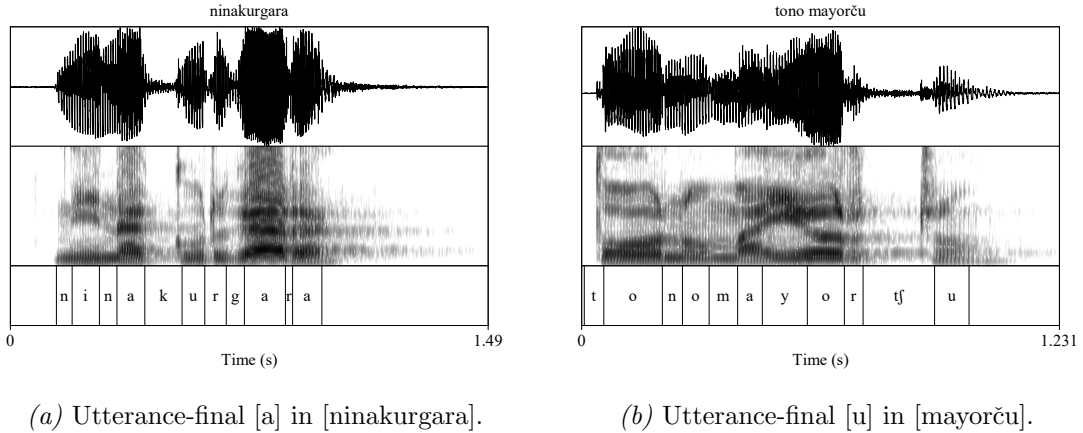 ninakurgara
n i n a k u r g a r a
0
1.49
Time (s)
(a) Utterance-final [a] in [ninakurgara].
tono mayorču
t o n o m a y o r tʃ u
0
1.231
Time (s)
(b) Utterance-final [u] in [mayorču].